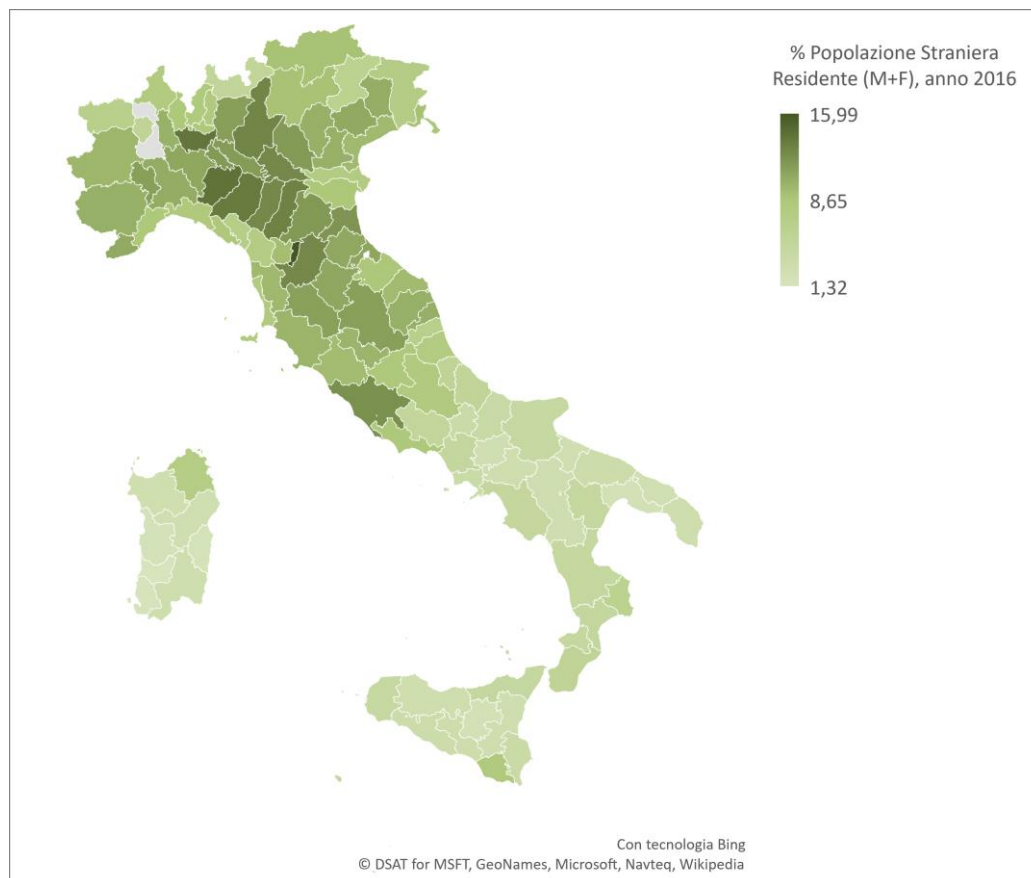 % Popolazione Straniera
Residente (M+F), anno 2016
15,99
8,65
1,32
Con tecnologia Bing
© DSAT for MSFT, GeoNames, Microsoft, Navteq, Wikipedia